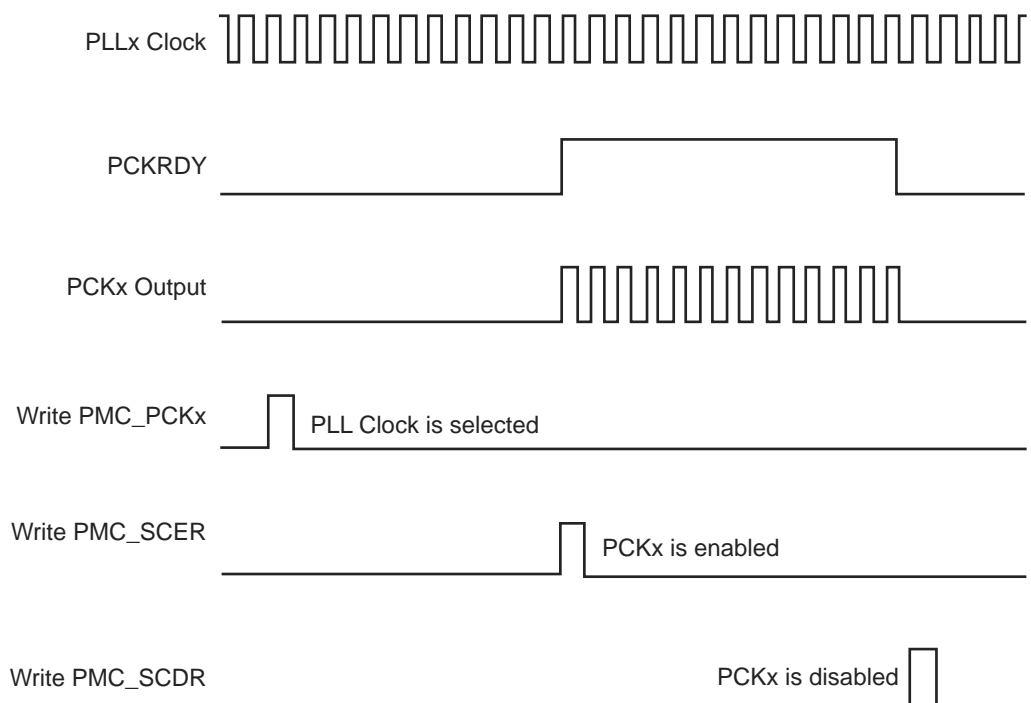 PLLx Clock
PCKRDY
PCKx Output
Write PMC_PCKx
PLL Clock is selected
Write PMC_SCER
PCKx is enabled
Write PMC_SCDR
PCKx is disabled